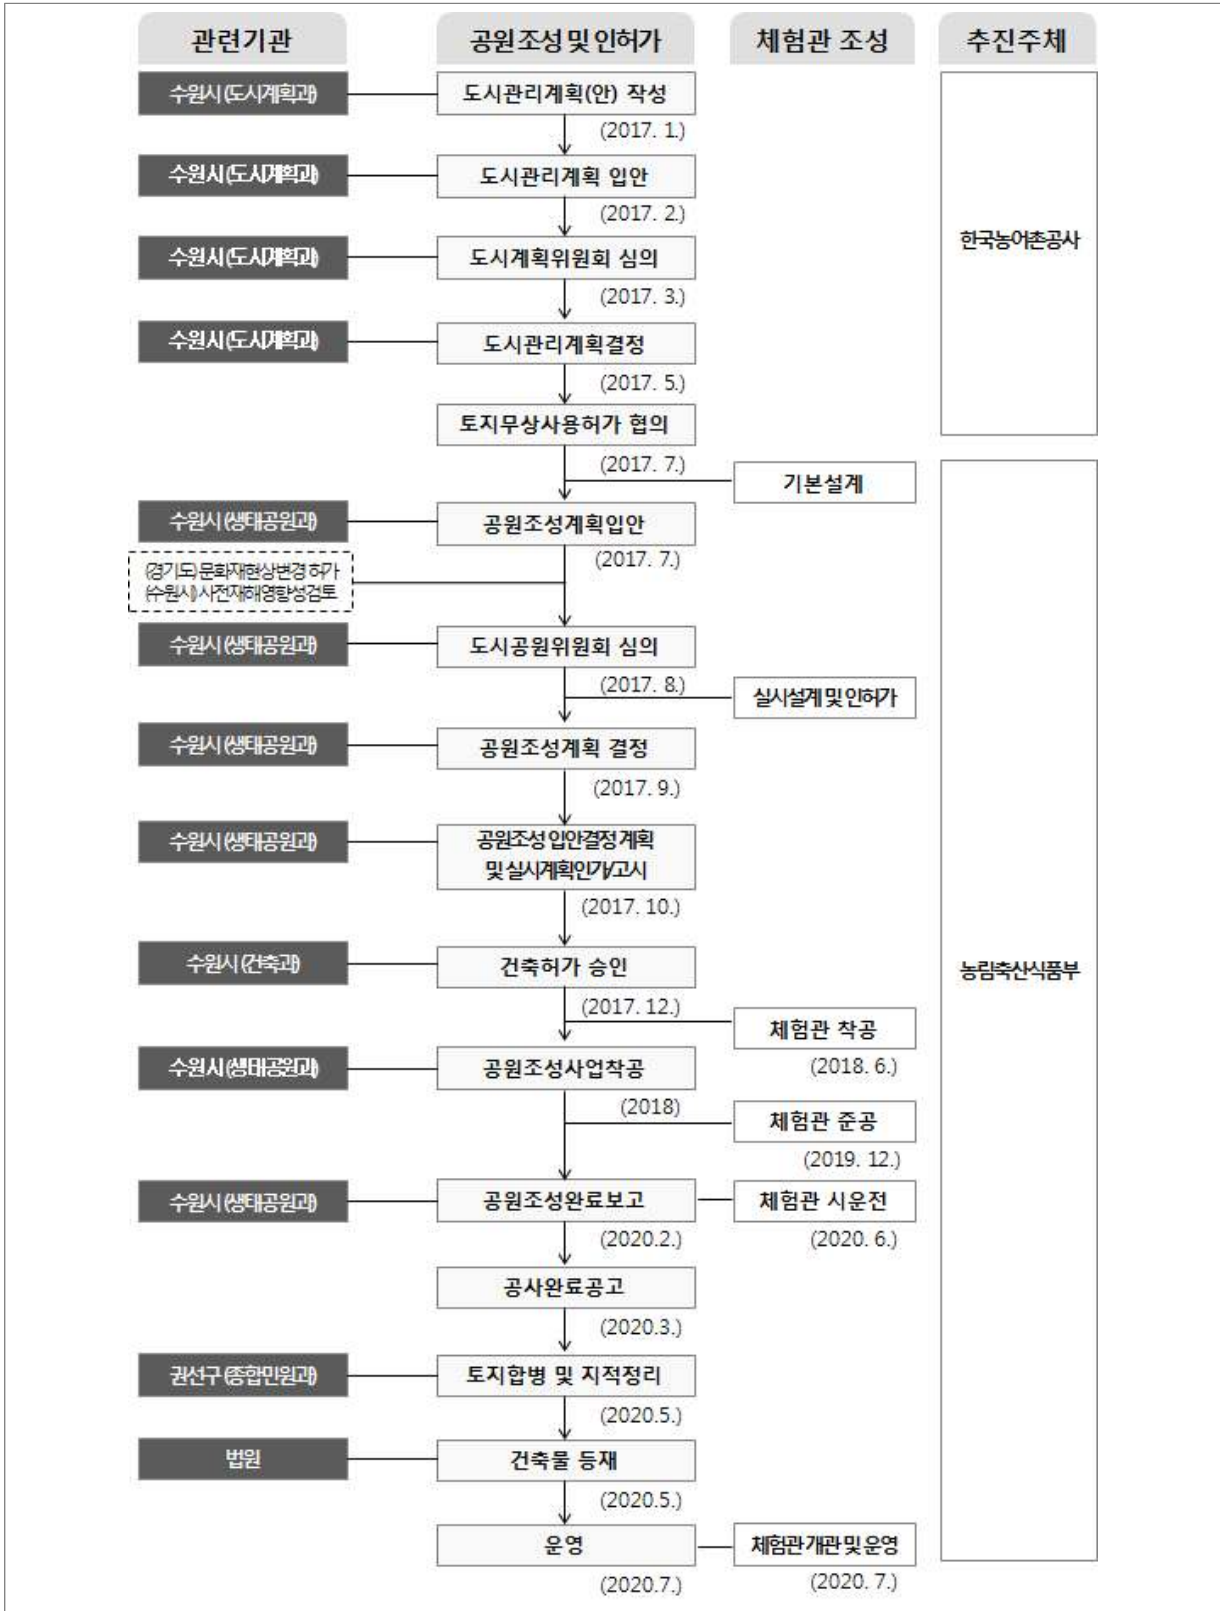 관련기관
공원조성 및 인허가
체험관 조성
추진주체
수원시 (도시계획과)
도시관리계획(안) 작성
(2017. 1.)
수원시 (도시계획과)
도시관리계획 입안
(2017. 2.)
수원시 (도시계획과)
도시계획위원회 심의
한국농어촌공사
(2017. 3.)
수원시 (도시계획과)
도시관리계획결정
(2017. 5.)
토지무상사용허가 협의
(2017. 7.)
기본설계
수원시 (생태공원과)
공원조성계획입안
(2017. 7.)
(경기도) 문화재현상변경 허가
(수원시) 사전재해영향성검토
수원시 (생태공원과)
도시공원위원회 심의
(2017. 8.)
실시설계 및 인허가
수원시 (생태공원과)
공원조성계획 결정
(2017. 9.)
수원시 (생태공원과)
공원조성 입안결정 계획
및 실시계획인가/고시
(2017. 10.)
수원시 (건축과)
건축허가 승인
농림축산식품부
(2017. 12.)
체험관 착공
(2018. 6.)
수원시 (생태공원과)
공원조성사업착공
(2018)
체험관 준공
(2019. 12.)
수원시 (생태공원과)
공원조성완료보고
체험관 시운전
(2020.2.)
(2020. 6.)
공사완료공고
(2020.3.)
권선구 (종합민원과)
토지합병 및 지적정리
(2020.5.)
법원
건축물 등재
(2020.5.)
운영
체험관 개관 및 운영
(2020.7.)
(2020. 7.)